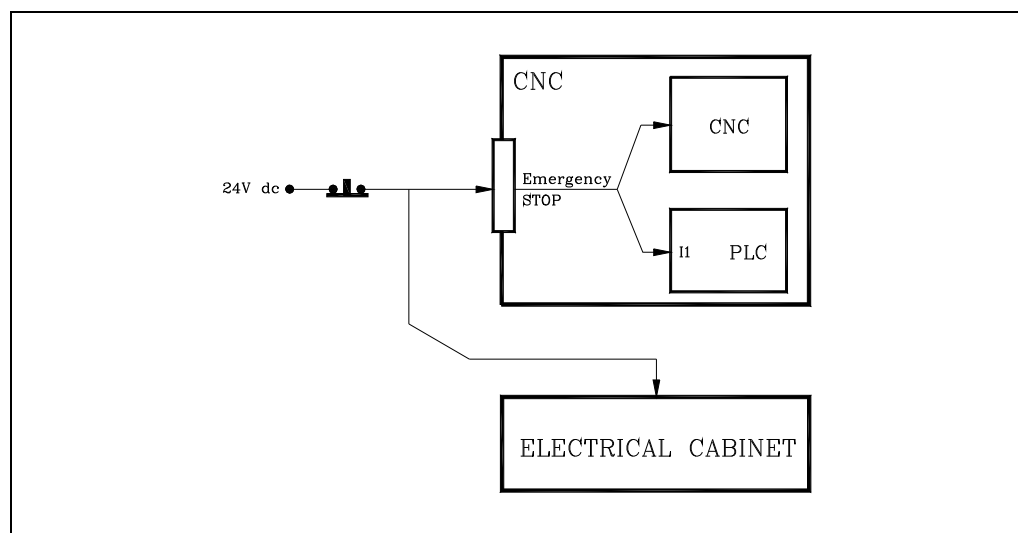 CNC
CNC
24V dc
Emergency
STOP
I1 PLC
ELECTRICAL CABINET